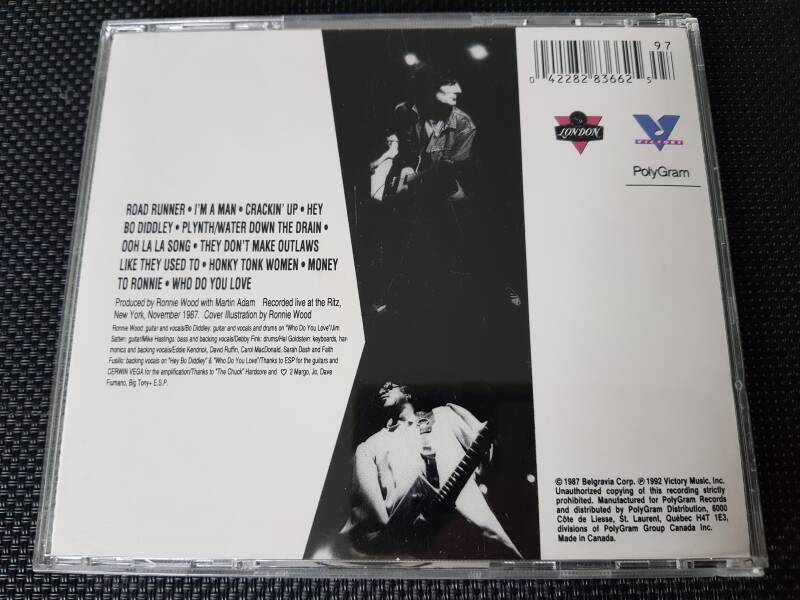 97
0 42282 83662 5
LONDON
VICTORY
PolyGram
ROAD RUNNER • I'M A MAN • CRACKIN' UP • HEY
BO DIDDLEY • PLYNTH/WATER DOWN THE DRAIN •
OOH LA LA SONG • THEY DON'T MAKE OUTLAWS
LIKE THEY USED TO • HONKY TONK WOMEN • MONEY
TO RONNIE • WHO DO YOU LOVE
Produced by Ronnie Wood with Martin Adam Recorded live at the Ritz,
New York, November 1987. Cover Illustration by Ronnie Wood
Ronnie Wood: guitar and vocals/Bo Diddley: guitar and vocals and drums on "Who Do You Love"/Jim
Satten: guitar/Mike Hastings: bass and backing vocals/Debby Fink: drums/Hal Goldstein: keyboards, har-
monics and backing vocals/Eddie Kendrick, David Ruffin, Carol MacDonald, Sarah Dash and Faith
Fusillo: backing vocals on "Hey Bo Diddley" & "Who Do You Love"/Thanks to ESP for the guitars and
CERWIN VEGA for the amplification/Thanks to "The Chuck" Hardcore and ♡ 2 Margo, Jo, Dave
Fiumano, Big Tony+ E.S.P.
© 1987 Belgravia Corp. ℗ 1992 Victory Music, Inc.
Unauthorized copying of this recording strictly
prohibited. Manufactured for PolyGram Records
and distributed by PolyGram Distribution, 6000
Côte de Liesse, St. Laurent, Québec H4T 1E3,
divisions of PolyGram Group Canada Inc.
Made in Canada.